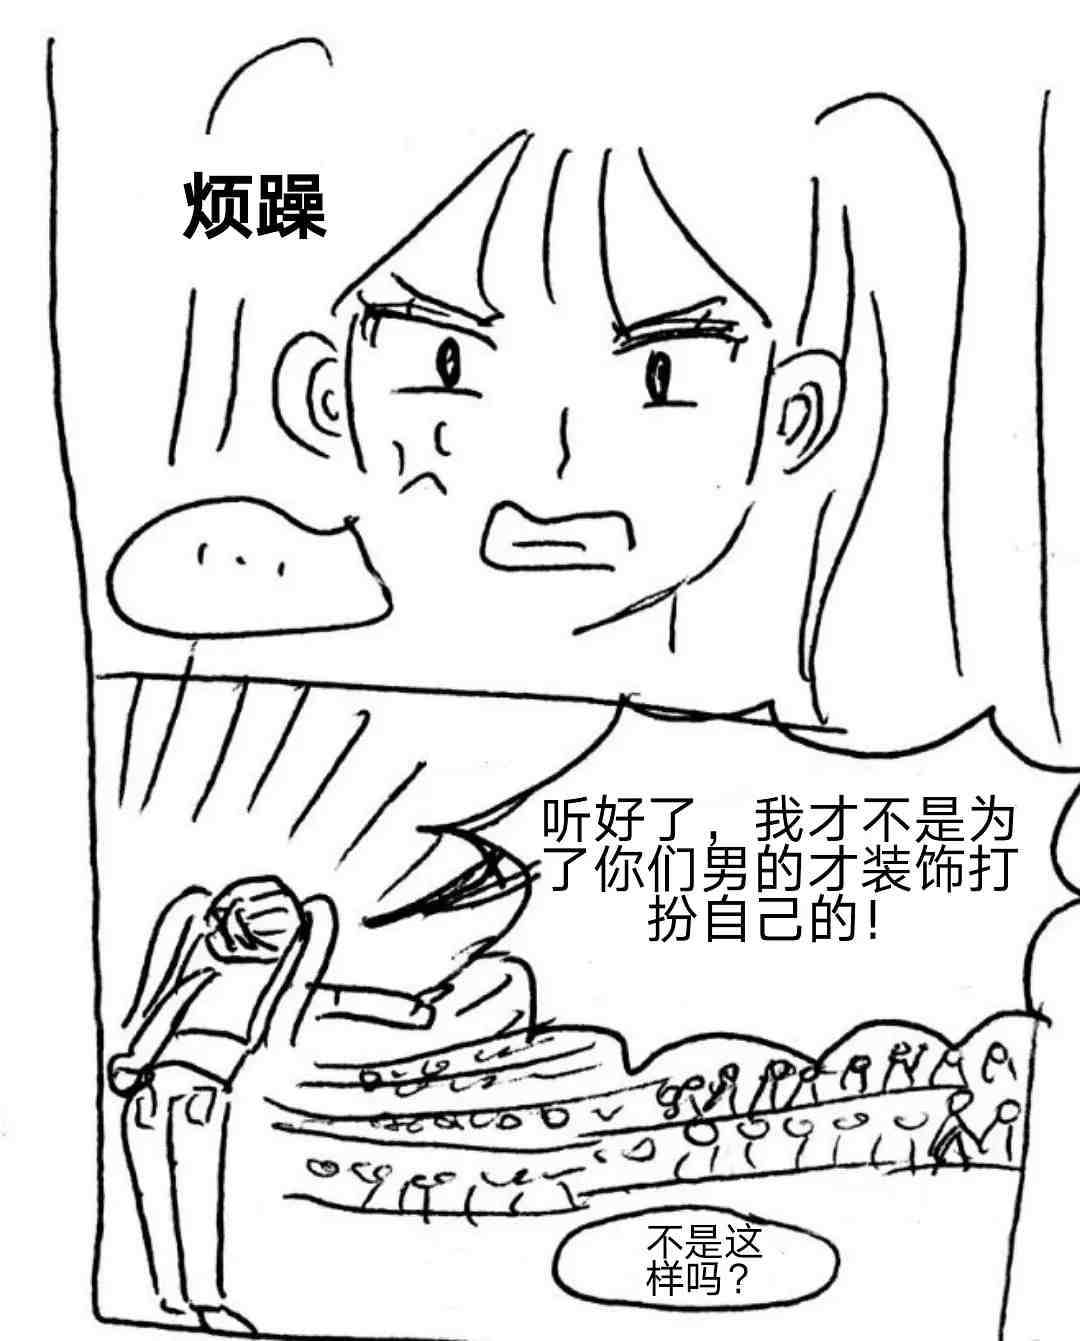 烦躁
...
听好了，我才不是为
了你们男的才装饰打
扮自己的！
不是这
样吗？